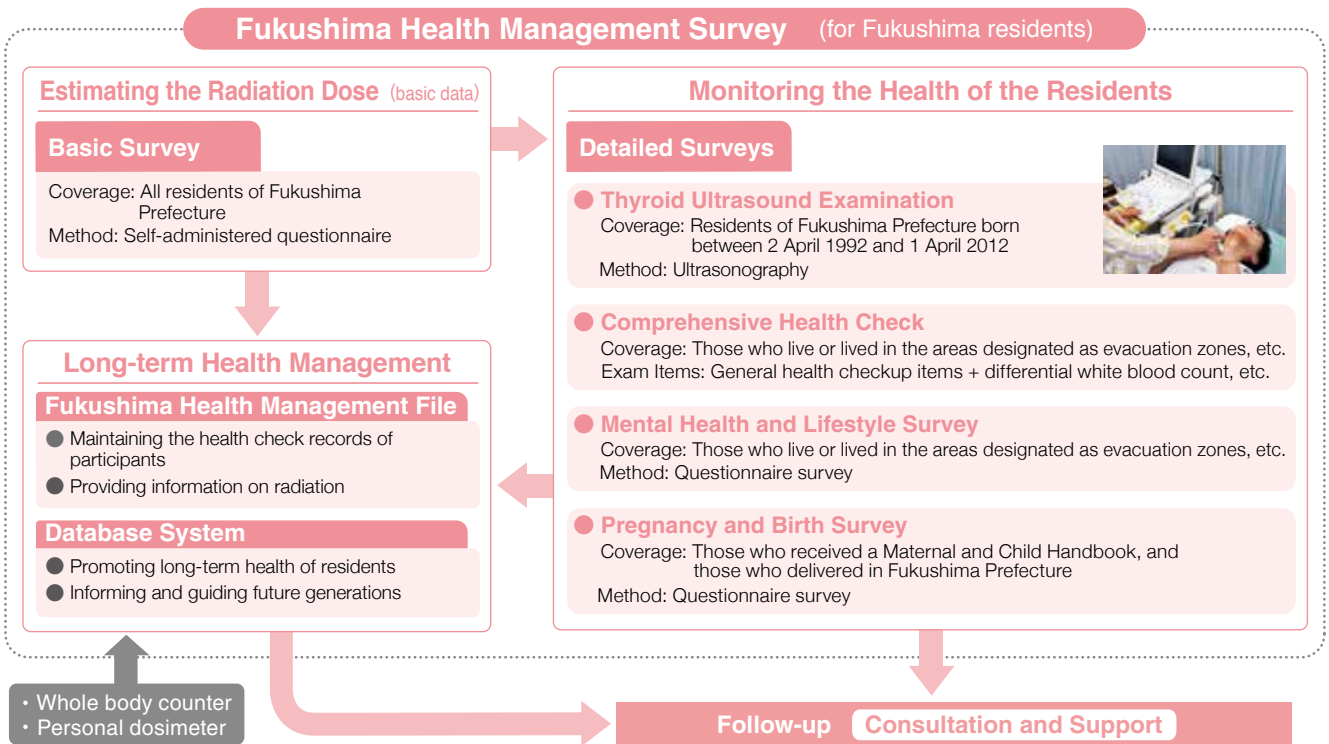 Fukushima Health Management Survey (for Fukushima residents)
Estimating the Radiation Dose (basic data)
Basic Survey
Coverage: All residents of Fukushima
Prefecture
Method: Self-administered questionnaire
Long-term Health Management
Fukushima Health Management File
● Maintaining the health check records of
participants
● Providing information on radiation
Database System
● Promoting long-term health of residents
● Informing and guiding future generations
・Whole body counter
・Personal dosimeter
Monitoring the Health of the Residents
Detailed Surveys
● Thyroid Ultrasound Examination
Coverage: Residents of Fukushima Prefecture born
between 2 April 1992 and 1 April 2012
Method: Ultrasonography
● Comprehensive Health Check
Coverage: Those who live or lived in the areas designated as evacuation zones, etc.
Exam Items: General health checkup items + differential white blood count, etc.
● Mental Health and Lifestyle Survey
Coverage: Those who live or lived in the areas designated as evacuation zones, etc.
Method: Questionnaire survey
● Pregnancy and Birth Survey
Coverage: Those who received a Maternal and Child Handbook, and
those who delivered in Fukushima Prefecture
Method: Questionnaire survey
Follow-up Consultation and Support